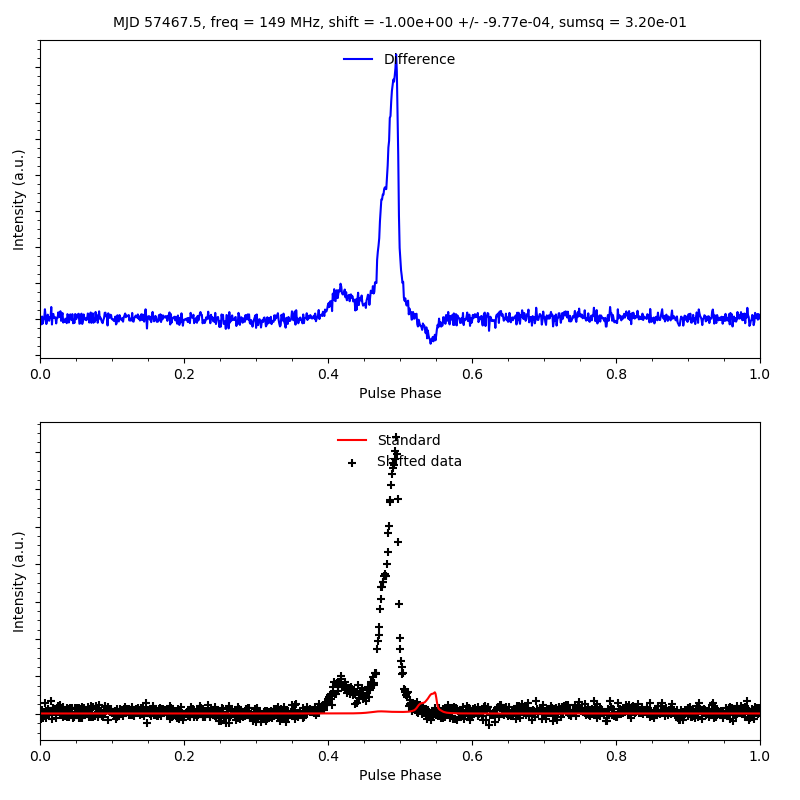 MJD 57467.5, freq = 149 MHz, shift = -1.00e+00 +/- -9.77e-04, sumsq = 3.20e-01
Difference
Intensity (a.u.)
0.0 0.2 0.4 0.6 0.8 1.0
Pulse Phase
Standard
Shifted data
Intensity (a.u.)
0.0 0.2 0.4 0.6 0.8 1.0
Pulse Phase